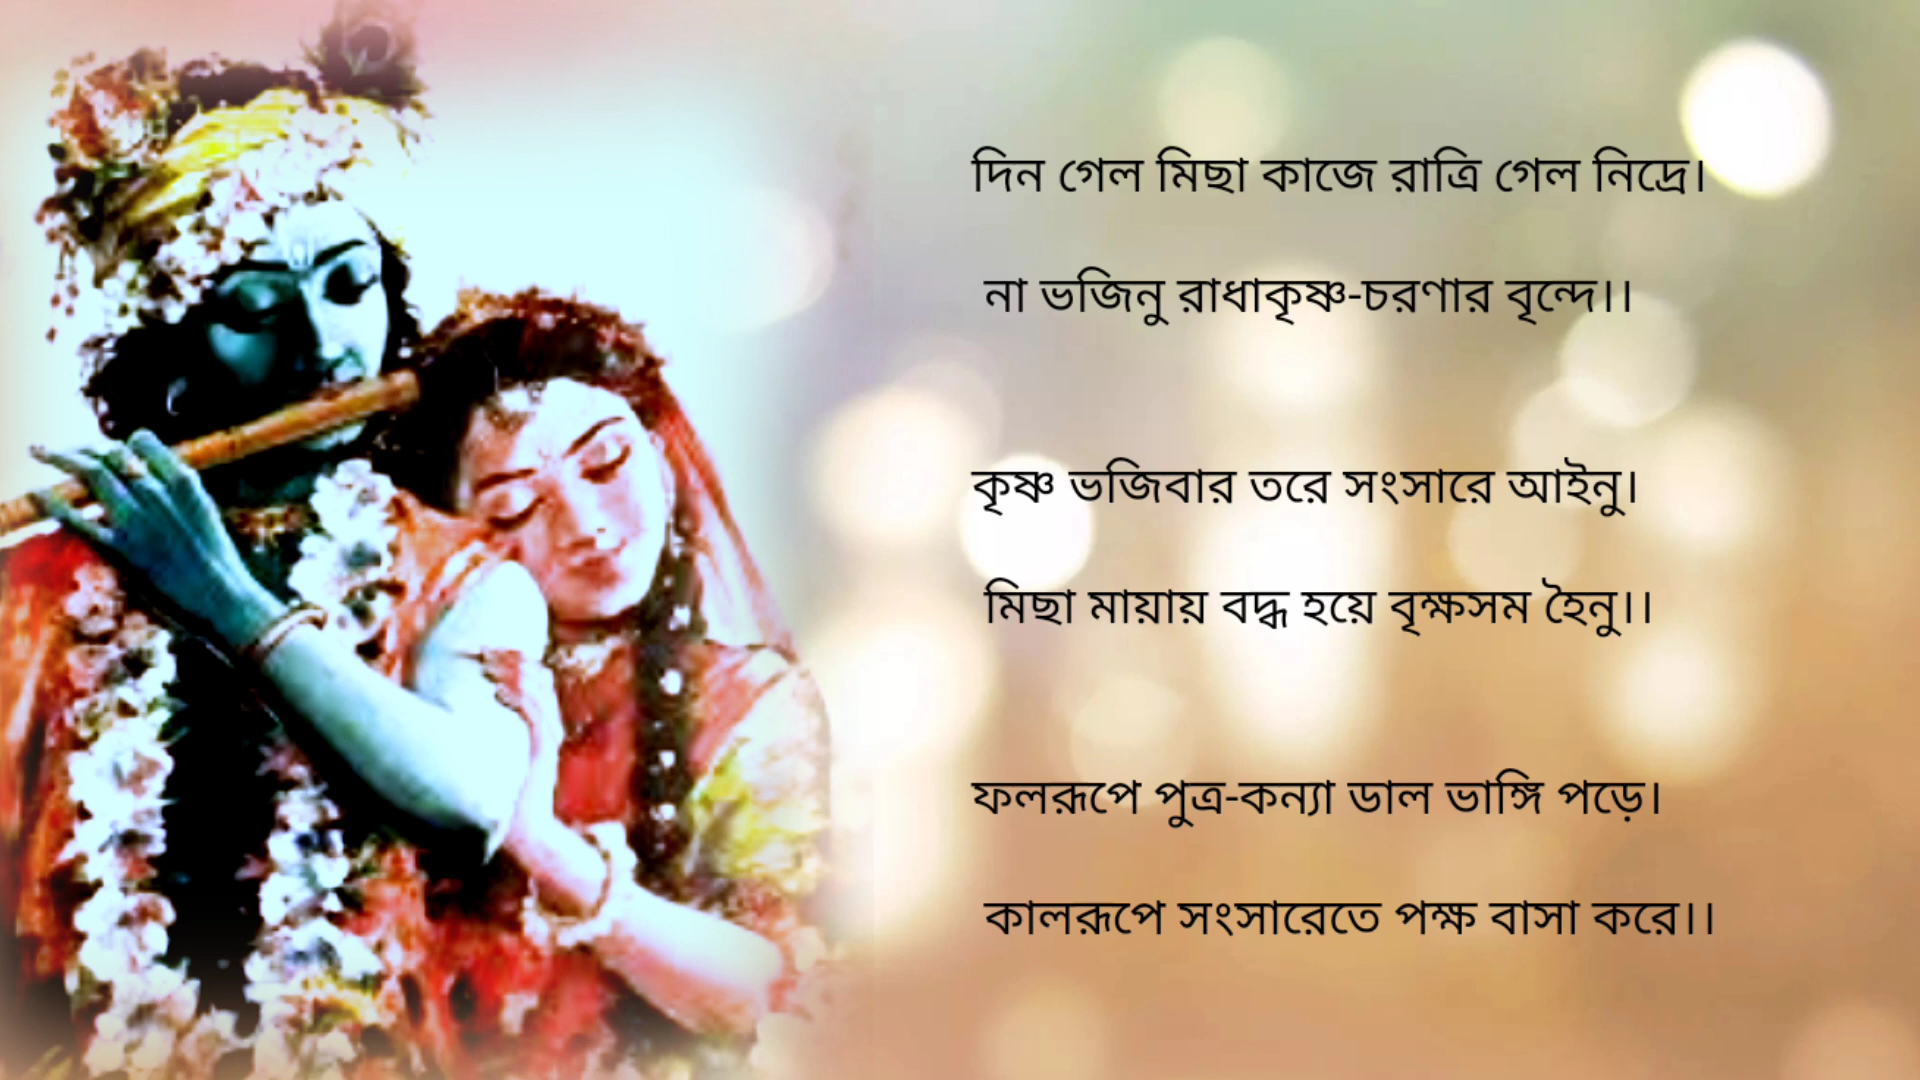 দিন গেল মিছা কাজে রাত্রি গেল নিদ্রে।
না ভজিনু রাধাকৃষ্ণ-চরণার বৃন্দে।।
কৃষ্ণ ভজিবার তরে সংসারে আইনু।
মিছা মায়ায় বদ্ধ হয়ে বৃক্ষসম হৈনু।।
ফলরূপে পুত্র-কন্যা ডাল ভাঙ্গি পড়ে।
কালরূপে সংসারেতে পক্ষ বাসা করে।।